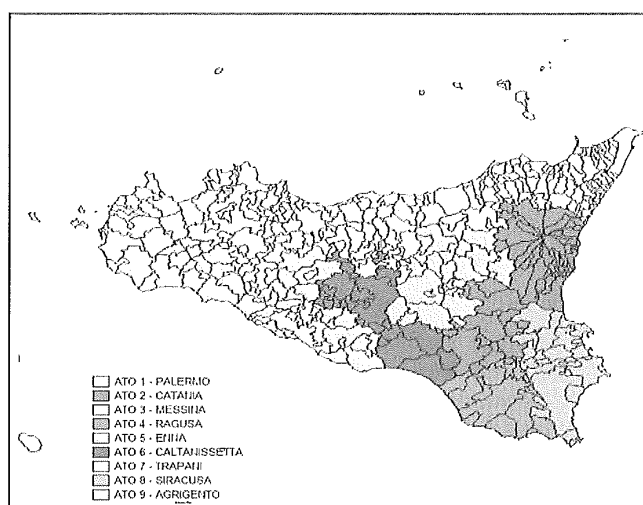 ATO 1 - PALERMO
ATO 2 - CATANIA
ATO 3 - MESSINA
ATO 4 - RAGUSA
ATO 5 - ENNA
ATO 6 - CALTANISSETTA
ATO 7 - TRAPANI
ATO 8 - SIRACUSA
ATO 9 - AGRIGENTO